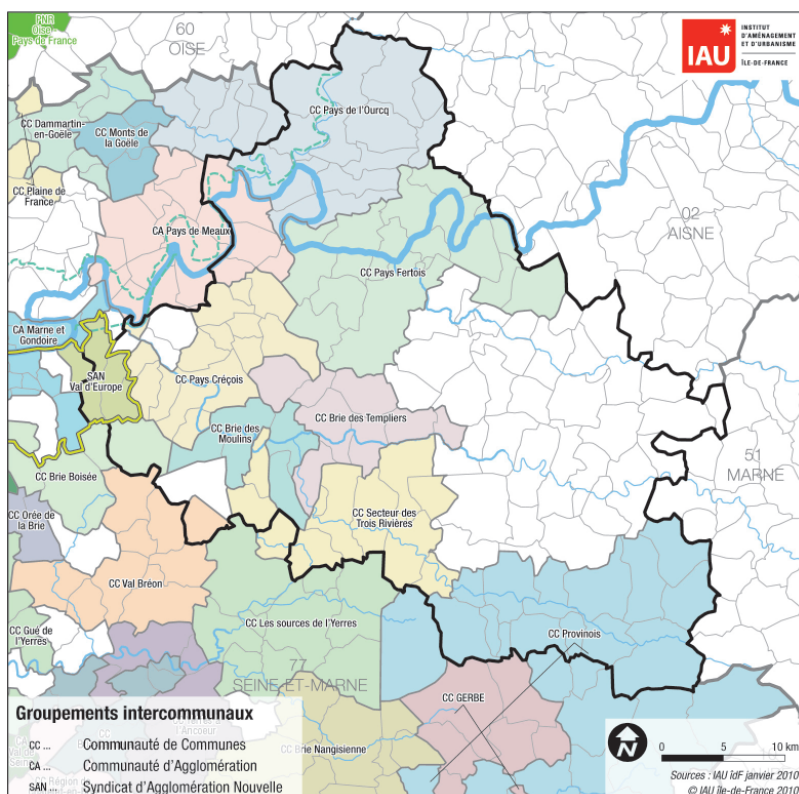 PNR
Oise
Pays de France
60
OISE
IAU
INSTITUT
D'AMÉNAGEMENT
ET D'URBANISME
ÎLE-DE-FRANCE
CC Pays de l'Ourcq
CC Dammartin-
en-Goële
CC Monts de
la Goële
CC Plaine de
France
02
AISNE
CA Pays de Meaux
CC Pays Fertois
CA Marne et
Gondoire
SAN
Val d'Europe
CC Pays Créçois
CC Brie des Templiers
CC Brie des
Moulins
51
MARNE
CC Brie Boisée
CC Orée de
la Brie
CC Secteur des
Trois Rivières
CC Val Bréon
CC Gué de
l'Yerres
CC Les sources de l'Yerres
CC Provinois
77
SEINE-ET-MARNE
CC GERBE
CC Brie Nangisienne
Groupements intercommunaux
CC ... Communauté de Communes
CA ... Communauté d'Agglomération
SAN ... Syndicat d'Agglomération Nouvelle
N
0 5 10 km
Sources : IAU îdF janvier 2010
© IAU île-de-France 2010